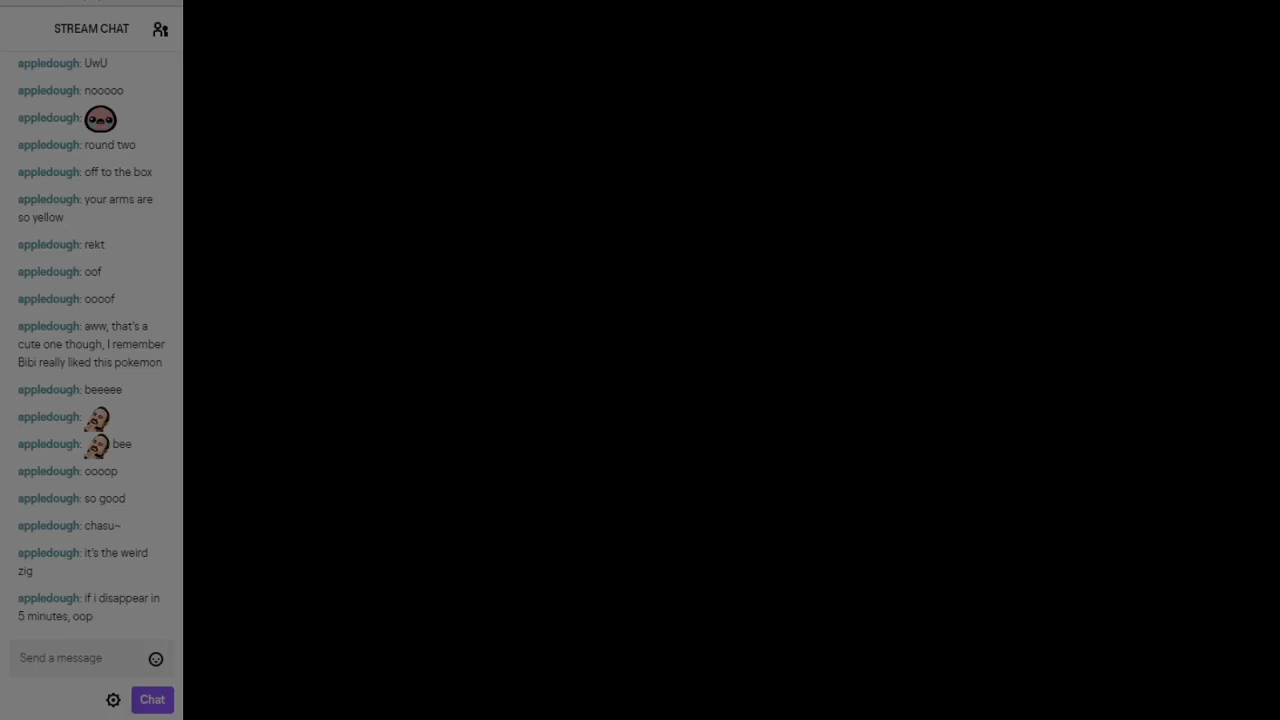 STREAM CHAT
appledough: UwU
appledough: nooooo
appledough:
appledough: round two
appledough: off to the box
appledough: your arms are
so yellow
appledough: rekt
appledough: oof
appledough: oooof
appledough: aww, that's a
cute one though, I remember
Bibi really liked this pokemon
appledough: beeeee
appledough:
appledough: bee
appledough: oooop
appledough: so good
appledough: chasu~
appledough: it's the weird
zig
appledough: if i disappear in
5 minutes, oop
Send a message
Chat